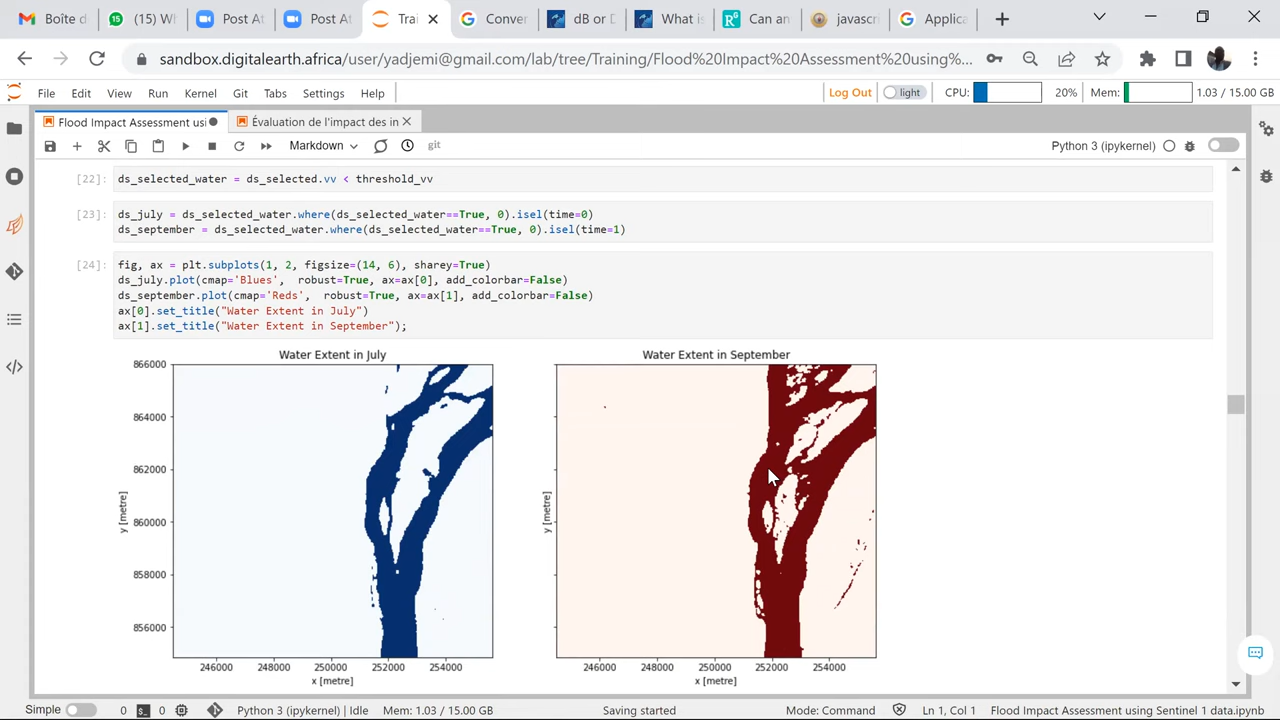 Boîte d
(15) Wh
Post At
Post At
Trai
Conver
dB or D
What is
Can an
javascr
Applica
sandbox.digitalearth.africa/user/yadjemi@gmail.com/lab/tree/Training/Flood%20Impact%20Assessment%20using%...
File Edit View Run Kernel Git Tabs Settings Help
Log Out light CPU: 20% Mem: 1.03 / 15.00 GB
Flood Impact Assessment usi
Évaluation de l'impact des in
Markdown git Python 3 (ipykernel)
[22]: ds_selected_water = ds_selected.vv < threshold_vv
[23]: ds_july = ds_selected_water.where(ds_selected_water==True, 0).isel(time=0)
ds_september = ds_selected_water.where(ds_selected_water==True, 0).isel(time=1)
[24]: fig, ax = plt.subplots(1, 2, figsize=(14, 6), sharey=True)
ds_july.plot(cmap='Blues', robust=True, ax=ax[0], add_colorbar=False)
ds_september.plot(cmap='Reds', robust=True, ax=ax[1], add_colorbar=False)
ax[0].set_title("Water Extent in July")
ax[1].set_title("Water Extent in September");
Water Extent in July
866000
864000
862000
860000
858000
856000
y [metre]
246000 248000 250000 252000 254000
x [metre]
Water Extent in September
y [metre]
246000 248000 250000 252000 254000
x [metre]
Simple 0 0 Python 3 (ipykernel) | Idle Mem: 1.03 / 15.00 GB Saving started Mode: Command Ln 1, Col 1 Flood Impact Assessment using Sentinel 1 data.ipynb